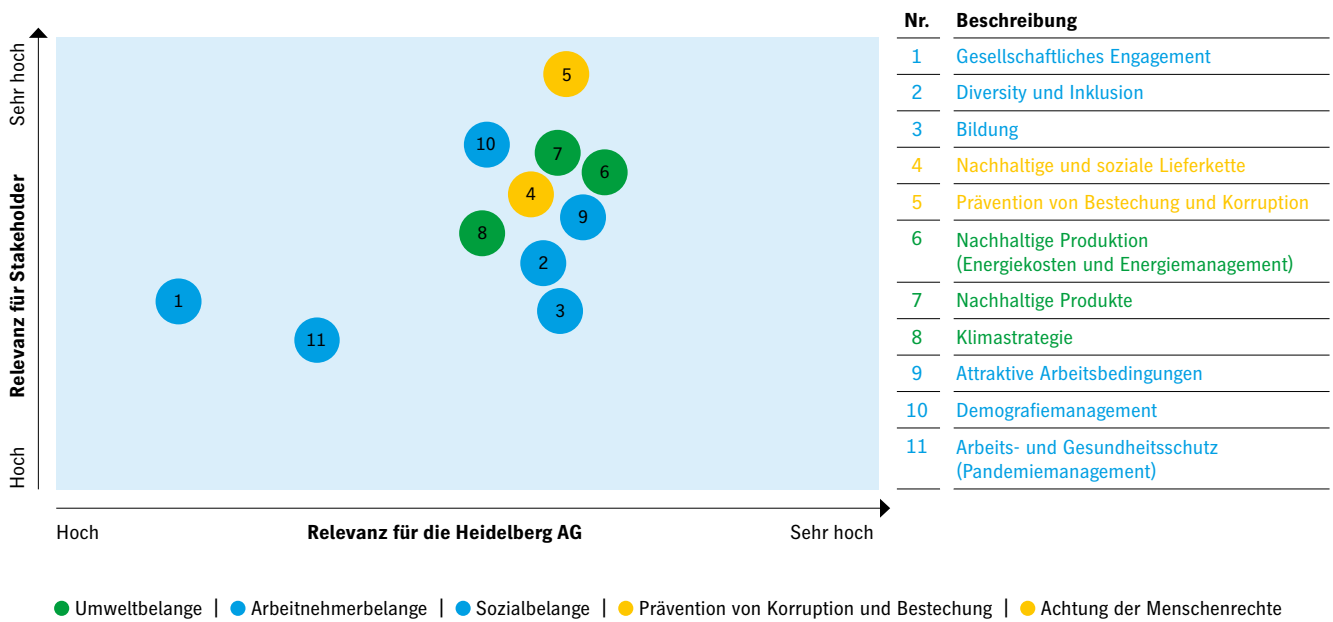 Sehr hoch
Relevanz für Stakeholder
Hoch
5
10
7
6
4
9
8
2
1
3
11
Hoch
Relevanz für die Heidelberg AG
Sehr hoch
Nr. Beschreibung
1 Gesellschaftliches Engagement
2 Diversity und Inklusion
3 Bildung
4 Nachhaltige und soziale Lieferkette
5 Prävention von Bestechung und Korruption
6 Nachhaltige Produktion
(Energiekosten und Energiemanagement)
7 Nachhaltige Produkte
8 Klimastrategie
9 Attraktive Arbeitsbedingungen
10 Demografiemanagement
11 Arbeits- und Gesundheitsschutz
(Pandemiemanagement)
Umweltbelange | Arbeitnehmerbelange | Sozialbelange | Prävention von Korruption und Bestechung | Achtung der Menschenrechte